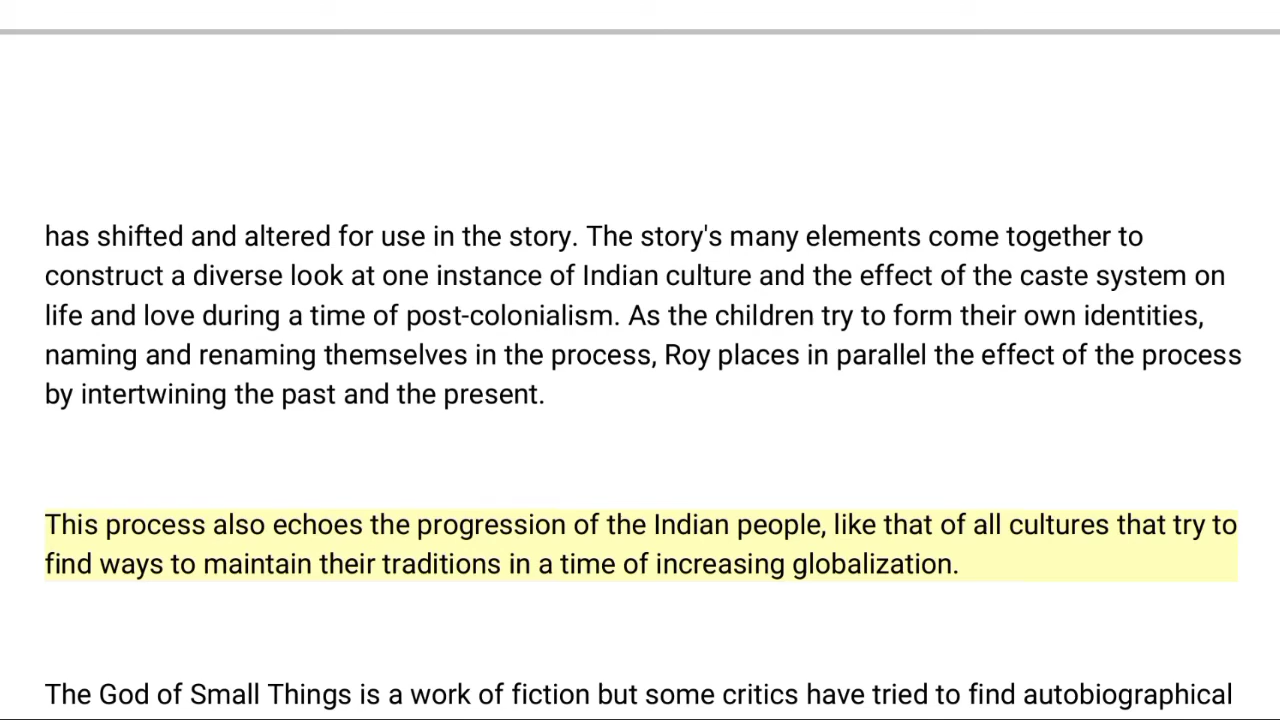 has shifted and altered for use in the story. The story's many elements come together to
construct a diverse look at one instance of Indian culture and the effect of the caste system on
life and love during a time of post-colonialism. As the children try to form their own identities,
naming and renaming themselves in the process, Roy places in parallel the effect of the process
by intertwining the past and the present.
This process also echoes the progression of the Indian people, like that of all cultures that try to
find ways to maintain their traditions in a time of increasing globalization.
The God of Small Things is a work of fiction but some critics have tried to find autobiographical